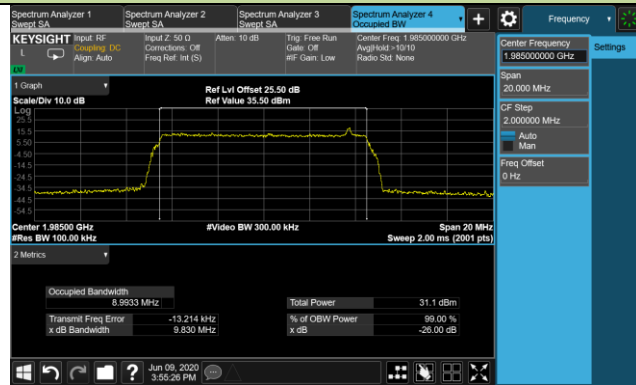 Spectrum Analyzer 1
Swept SA
Spectrum Analyzer 2
Swept SA
Spectrum Analyzer 3
Swept SA
Spectrum Analyzer 4
Occupied BW
Frequency
KEYSIGHT
L
Input: RF
Coupling: DC
Align: Auto
Input Z: 50 Ω
Corrections: Off
Freq Ref: Int (S)
Atten: 10 dB
Trig: Free Run
Gate: Off
#IF Gain: Low
Center Freq: 1.985000000 GHz
Avg|Hold:>10/10
Radio Std: None
Center Frequency
1.985000000 GHz
Settings
Span
20.000 MHz
CF Step
2.000000 MHz
Auto
Man
Freq Offset
0 Hz
1 Graph
Scale/Div 10.0 dB
Ref Lvl Offset 25.50 dB
Ref Value 35.50 dBm
Log
25.5
15.5
5.50
-4.50
-14.5
-24.5
-34.5
-44.5
-54.5
Center 1.98500 GHz
#Res BW 100.00 kHz
#Video BW 300.00 kHz
Span 20 MHz
Sweep 2.00 ms (2001 pts)
2 Metrics
Occupied Bandwidth
8.9933 MHz
Total Power 31.1 dBm
Transmit Freq Error -13.214 kHz
% of OBW Power 99.00 %
x dB Bandwidth 9.830 MHz
x dB -26.00 dB
?
Jun 09, 2020
3:55:26 PM